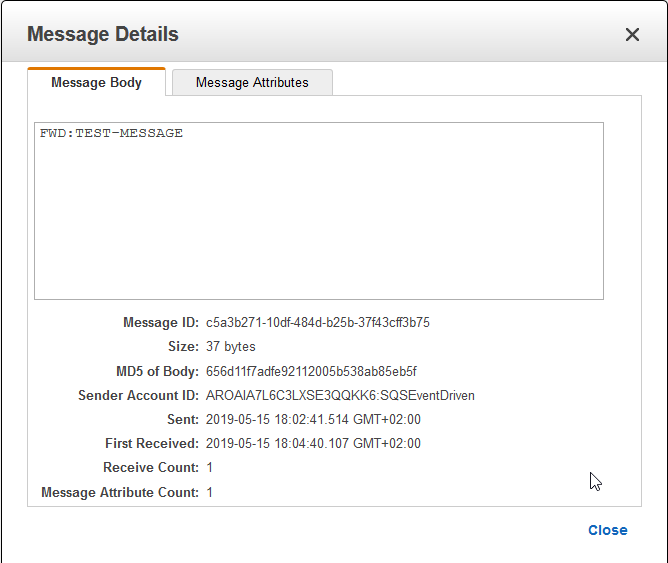 Message Details
Message Body
Message Attributes
FWD:TEST-MESSAGE
Message ID: c5a3b271-10df-484d-b25b-37f43cff3b75
Size: 37 bytes
MD5 of Body: 656d11f7adfe92112005b538ab85eb5f
Sender Account ID: AROAIA7L6C3LXSE3QQKK6:SQSEventDriven
Sent: 2019-05-15 18:02:41.514 GMT+02:00
First Received: 2019-05-15 18:04:40.107 GMT+02:00
Receive Count: 1
Message Attribute Count: 1
Close